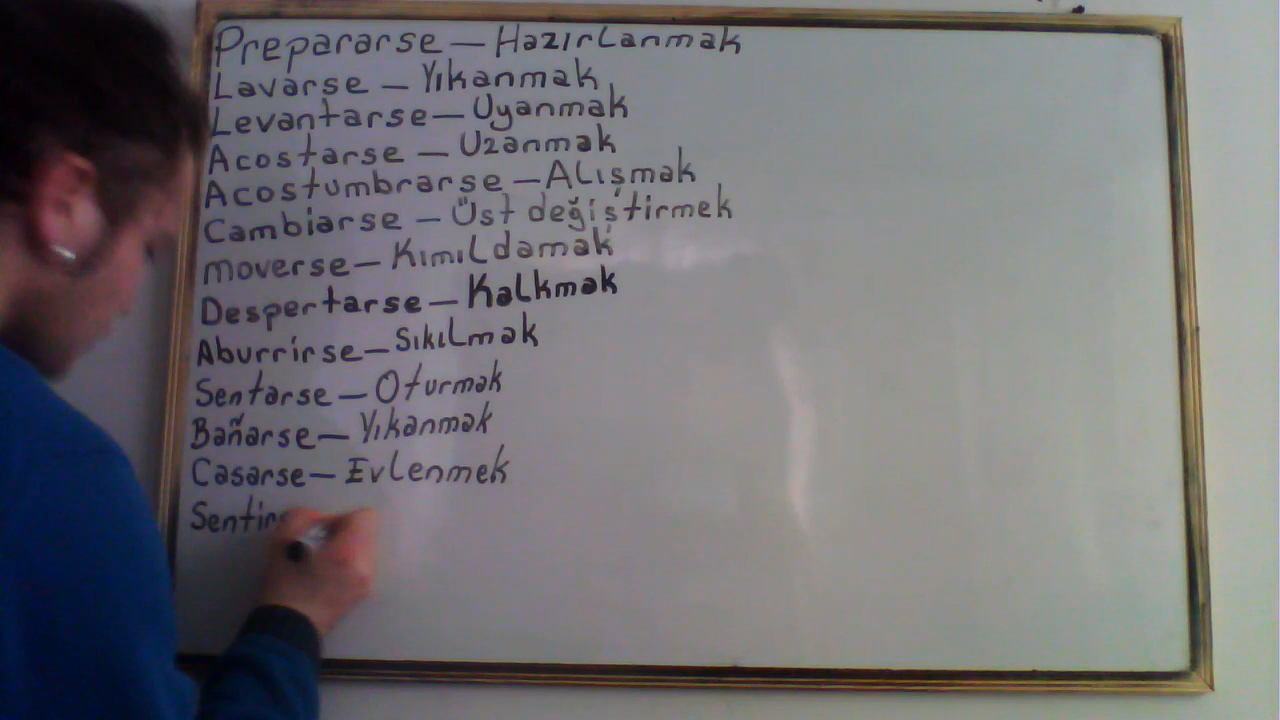 Prepararse — Hazırlanmak
Lavarse — Yıkanmak
Levantarse — Uyanmak
Acostarse — Uzanmak
Acostumbrarse — Alışmak
Cambiarse — Üst değiştirmek
moverse — Kımıldamak
Despertarse — Kalkmak
Aburrirse — Sıkılmak
Sentarse — Oturmak
Bañarse — Yıkanmak
Casarse — Evlenmek